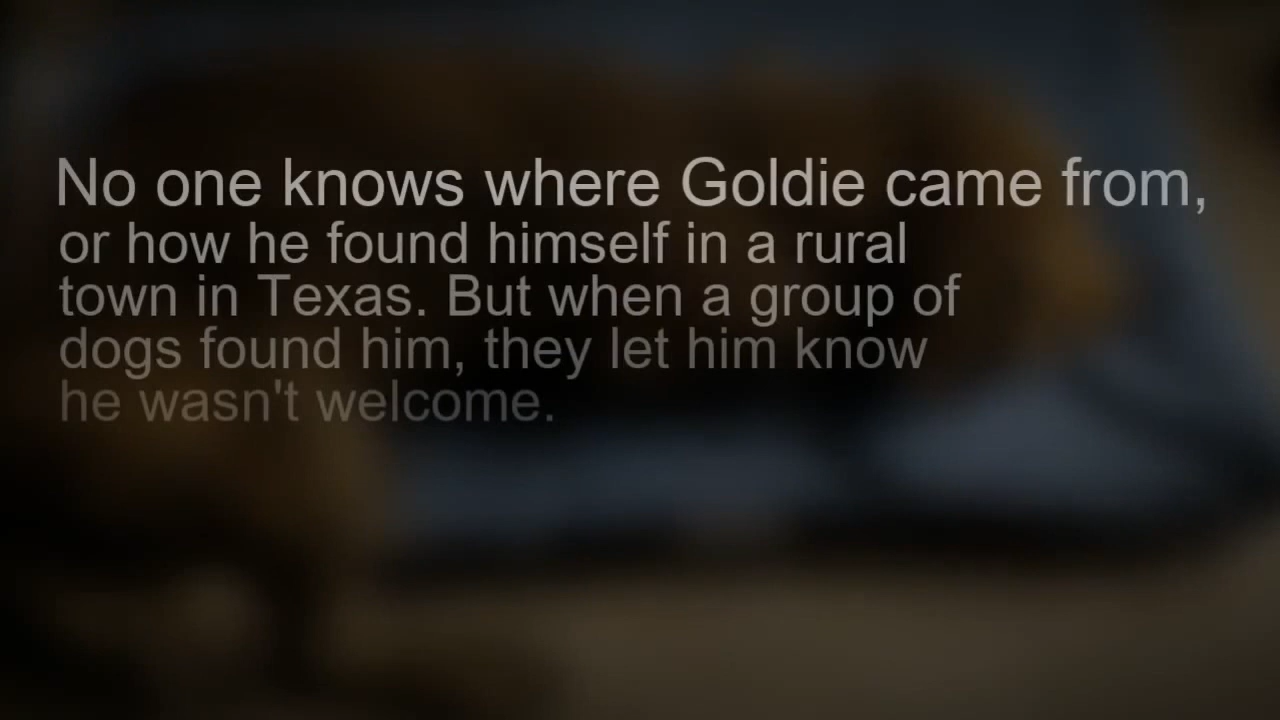 No one knows where Goldie came from,
or how he found himself in a rural
town in Texas. But when a group of
dogs found him, they let him know
he wasn't welcome.